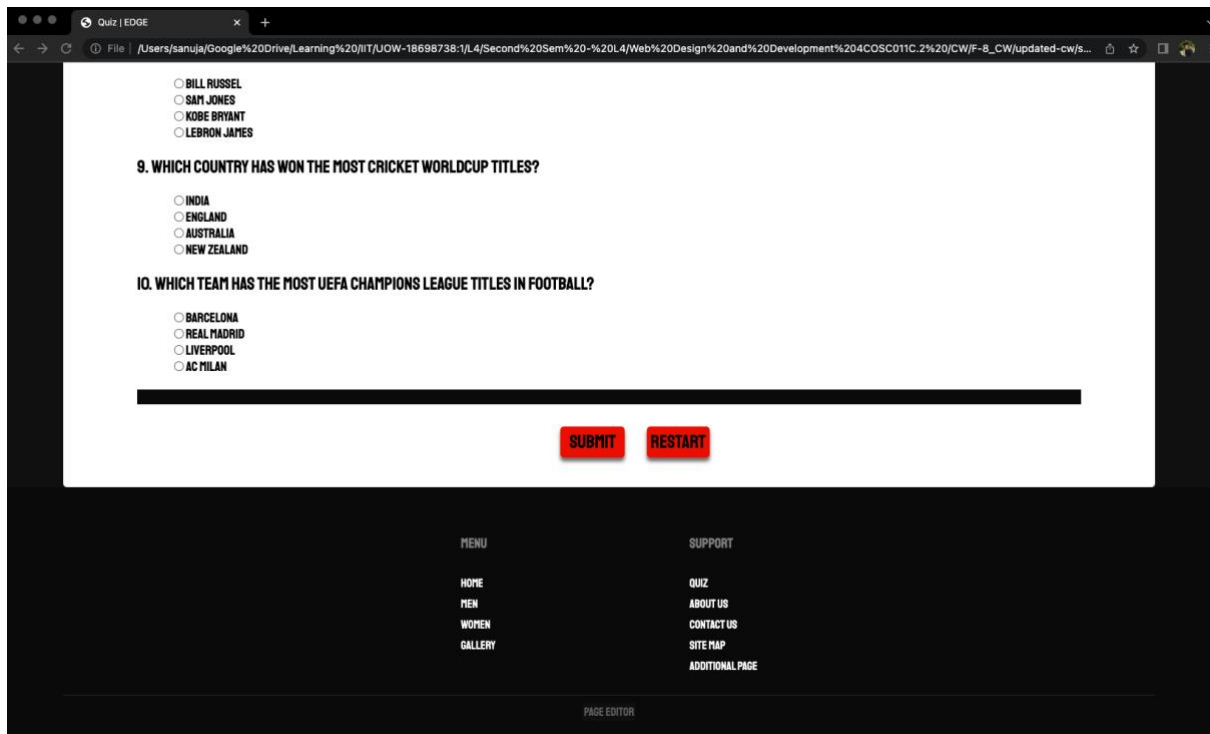 Quiz | EDGE
File | /Users/sanuja/Google%20Drive/Learning%20/IIT/UOW-18698738:1/L4/Second%20Sem%20-%20L4/Web%20Design%20and%20Development%204COSC011C.2%20/CW/F-8_CW/updated-cw/s...
BILL RUSSEL
SAM JONES
KOBE BRYANT
LEBRON JAMES
9. WHICH COUNTRY HAS WON THE MOST CRICKET WORLDCUP TITLES?
INDIA
ENGLAND
AUSTRALIA
NEW ZEALAND
10. WHICH TEAM HAS THE MOST UEFA CHAMPIONS LEAGUE TITLES IN FOOTBALL?
BARCELONA
REAL MADRID
LIVERPOOL
AC MILAN
SUBMIT RESTART
MENU SUPPORT
HOME QUIZ
MEN ABOUT US
WOMEN CONTACT US
GALLERY SITE MAP
ADDITIONAL PAGE
PAGE EDITOR